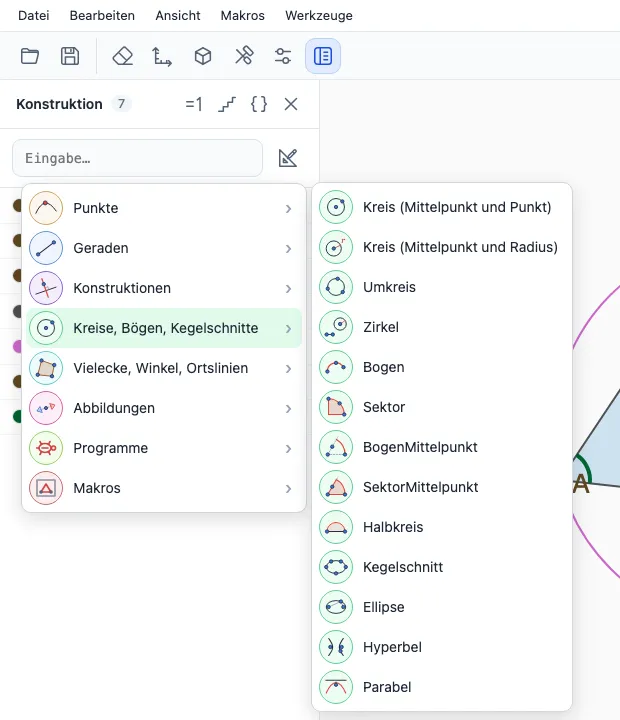 Datei Bearbeiten Ansicht Makros Werkzeuge
Konstruktion 7 =1 {}
Eingabe…
Punkte
Geraden
Konstruktionen
Kreise, Bögen, Kegelschnitte
Vielecke, Winkel, Ortslinien
Abbildungen
Programme
Makros
Kreis (Mittelpunkt und Punkt)
r
Kreis (Mittelpunkt und Radius)
Umkreis
Zirkel
Bogen
Sektor
BogenMittelpunkt
SektorMittelpunkt
Halbkreis
Kegelschnitt
Ellipse
Hyperbel
Parabel
A